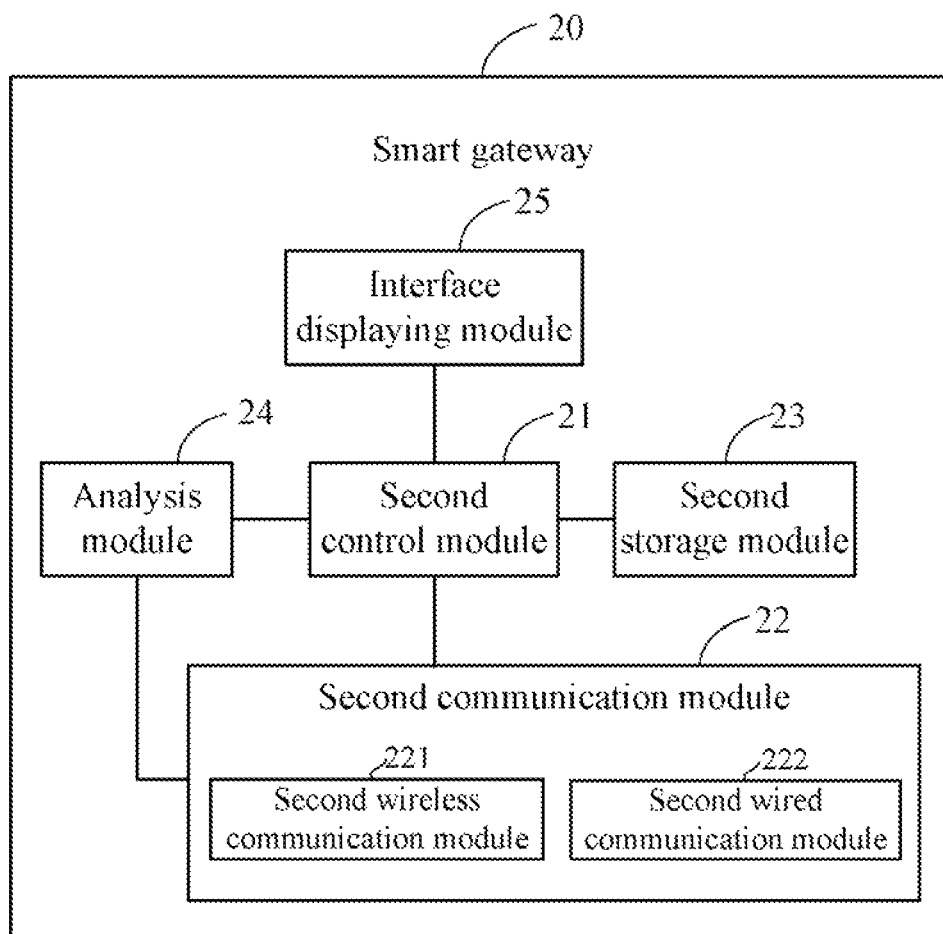 20
Smart gateway
25
Interface
displaying module
24
21
23
Analysis
module
Second
control module
Second
storage module
22
Second communication module
221
222
Second wireless
communication module
Second wired
communication module